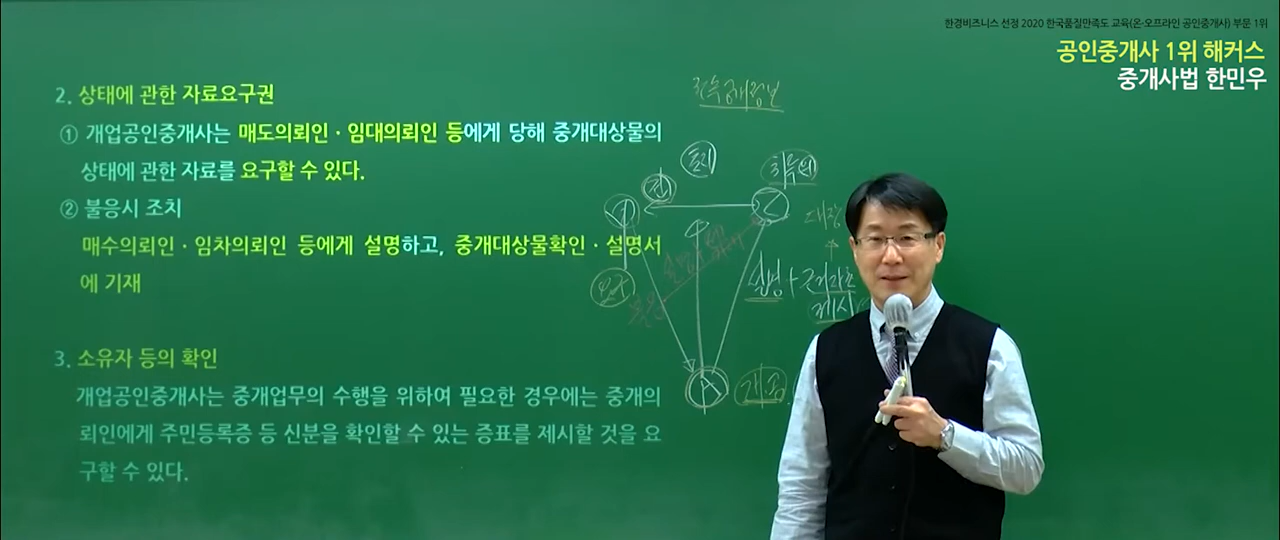 한경비즈니스 선정 2020 한국품질만족도 교육(온·오프라인 공인중개사) 부문 1위
공인중개사 1위 해커스
중개사법 한민우
2. 상태에 관한 자료요구권
① 개업공인중개사는 매도의뢰인 · 임대의뢰인 등에게 당해 중개대상물의
상태에 관한 자료를 요구할 수 있다.
② 불응시 조치
매수의뢰인 · 임차의뢰인 등에게 설명하고, 중개대상물확인 · 설명서
에 기재
3. 소유자 등의 확인
개업공인중개사는 중개업무의 수행을 위하여 필요한 경우에는 중개의
뢰인에게 주민등록증 등 신분을 확인할 수 있는 증표를 제시할 것을 요
구할 수 있다.
설명 + 근거자료
제시
A